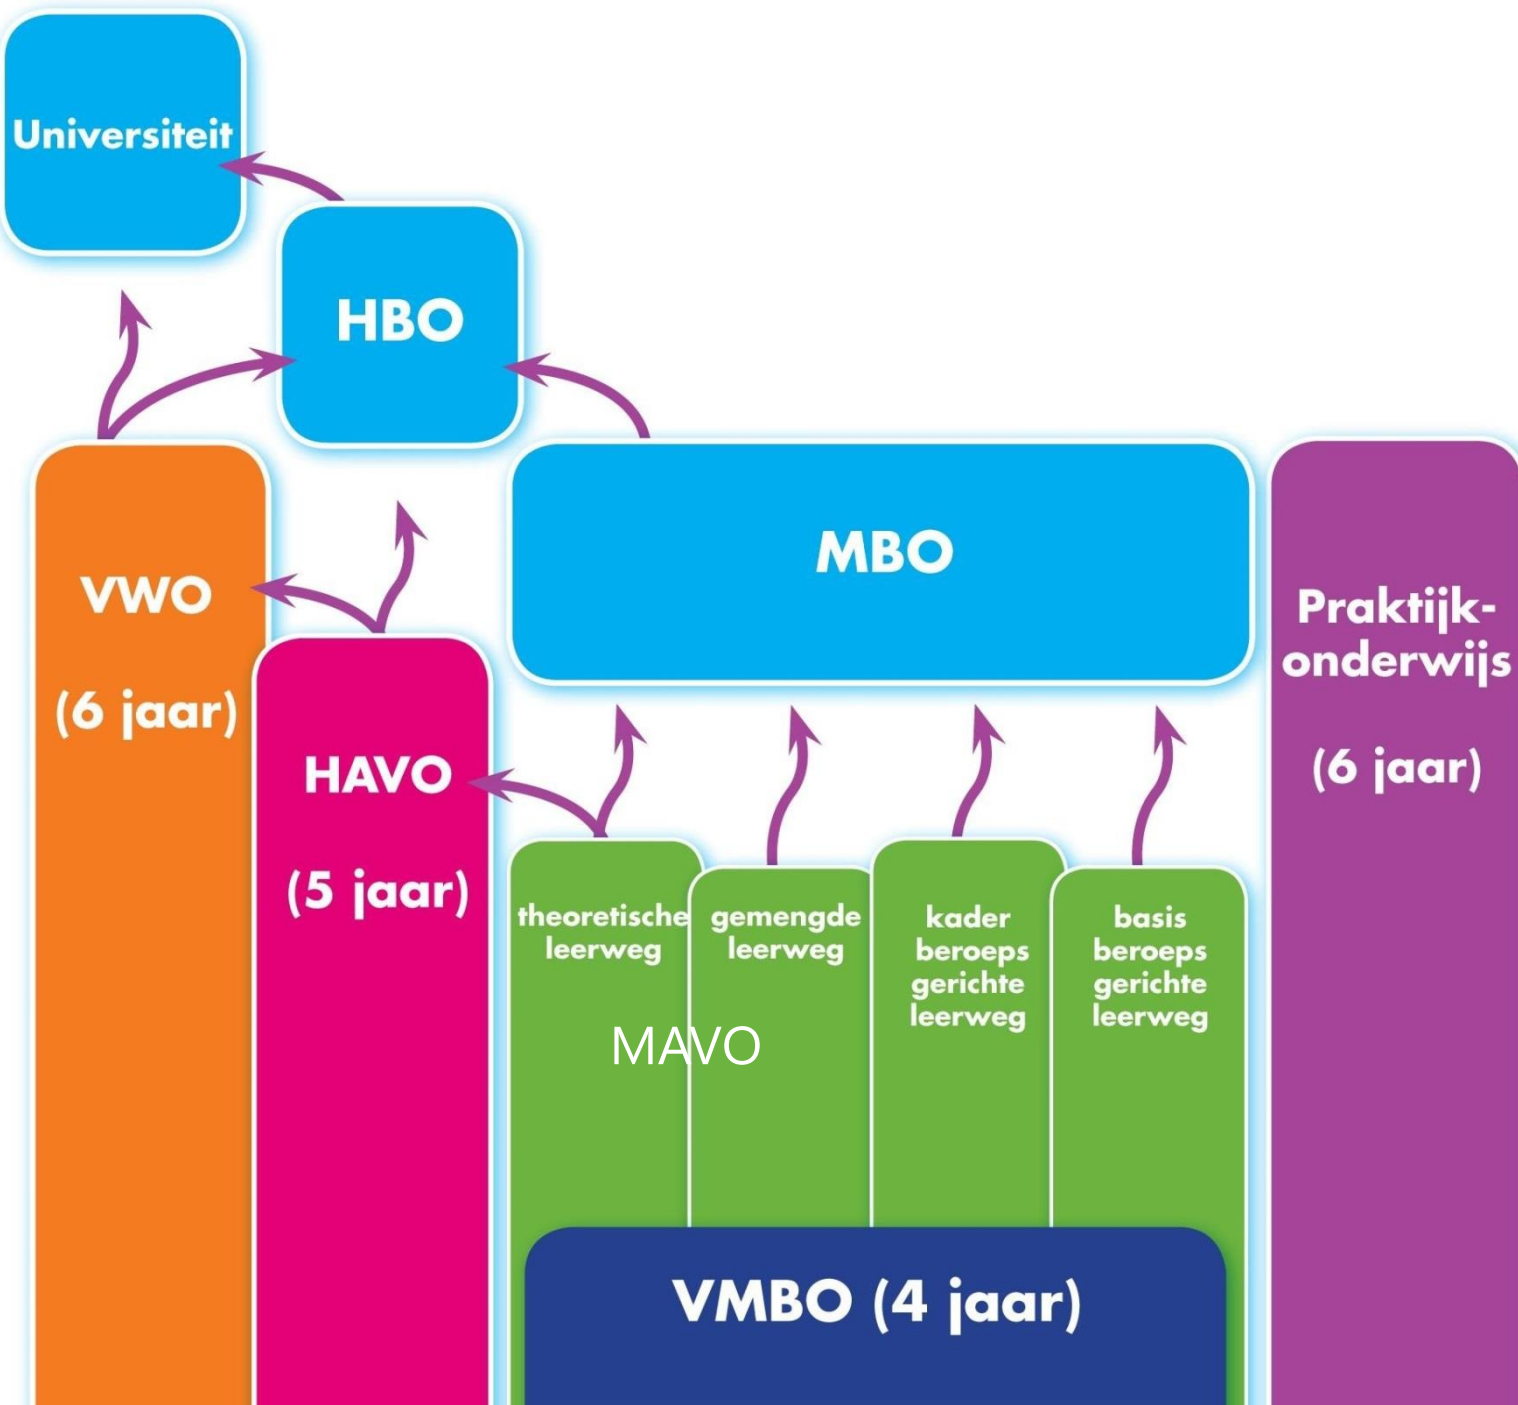 Universiteit
HBO
MBO
VWO
(6 jaar)
HAVO
(5 jaar)
theoretische
leerweg
gemengde
leerweg
MAVO
kader
beroeps
gerichte
leerweg
basis
beroeps
gerichte
leerweg
VMBO (4 jaar)
Praktijk-
onderwijs
(6 jaar)